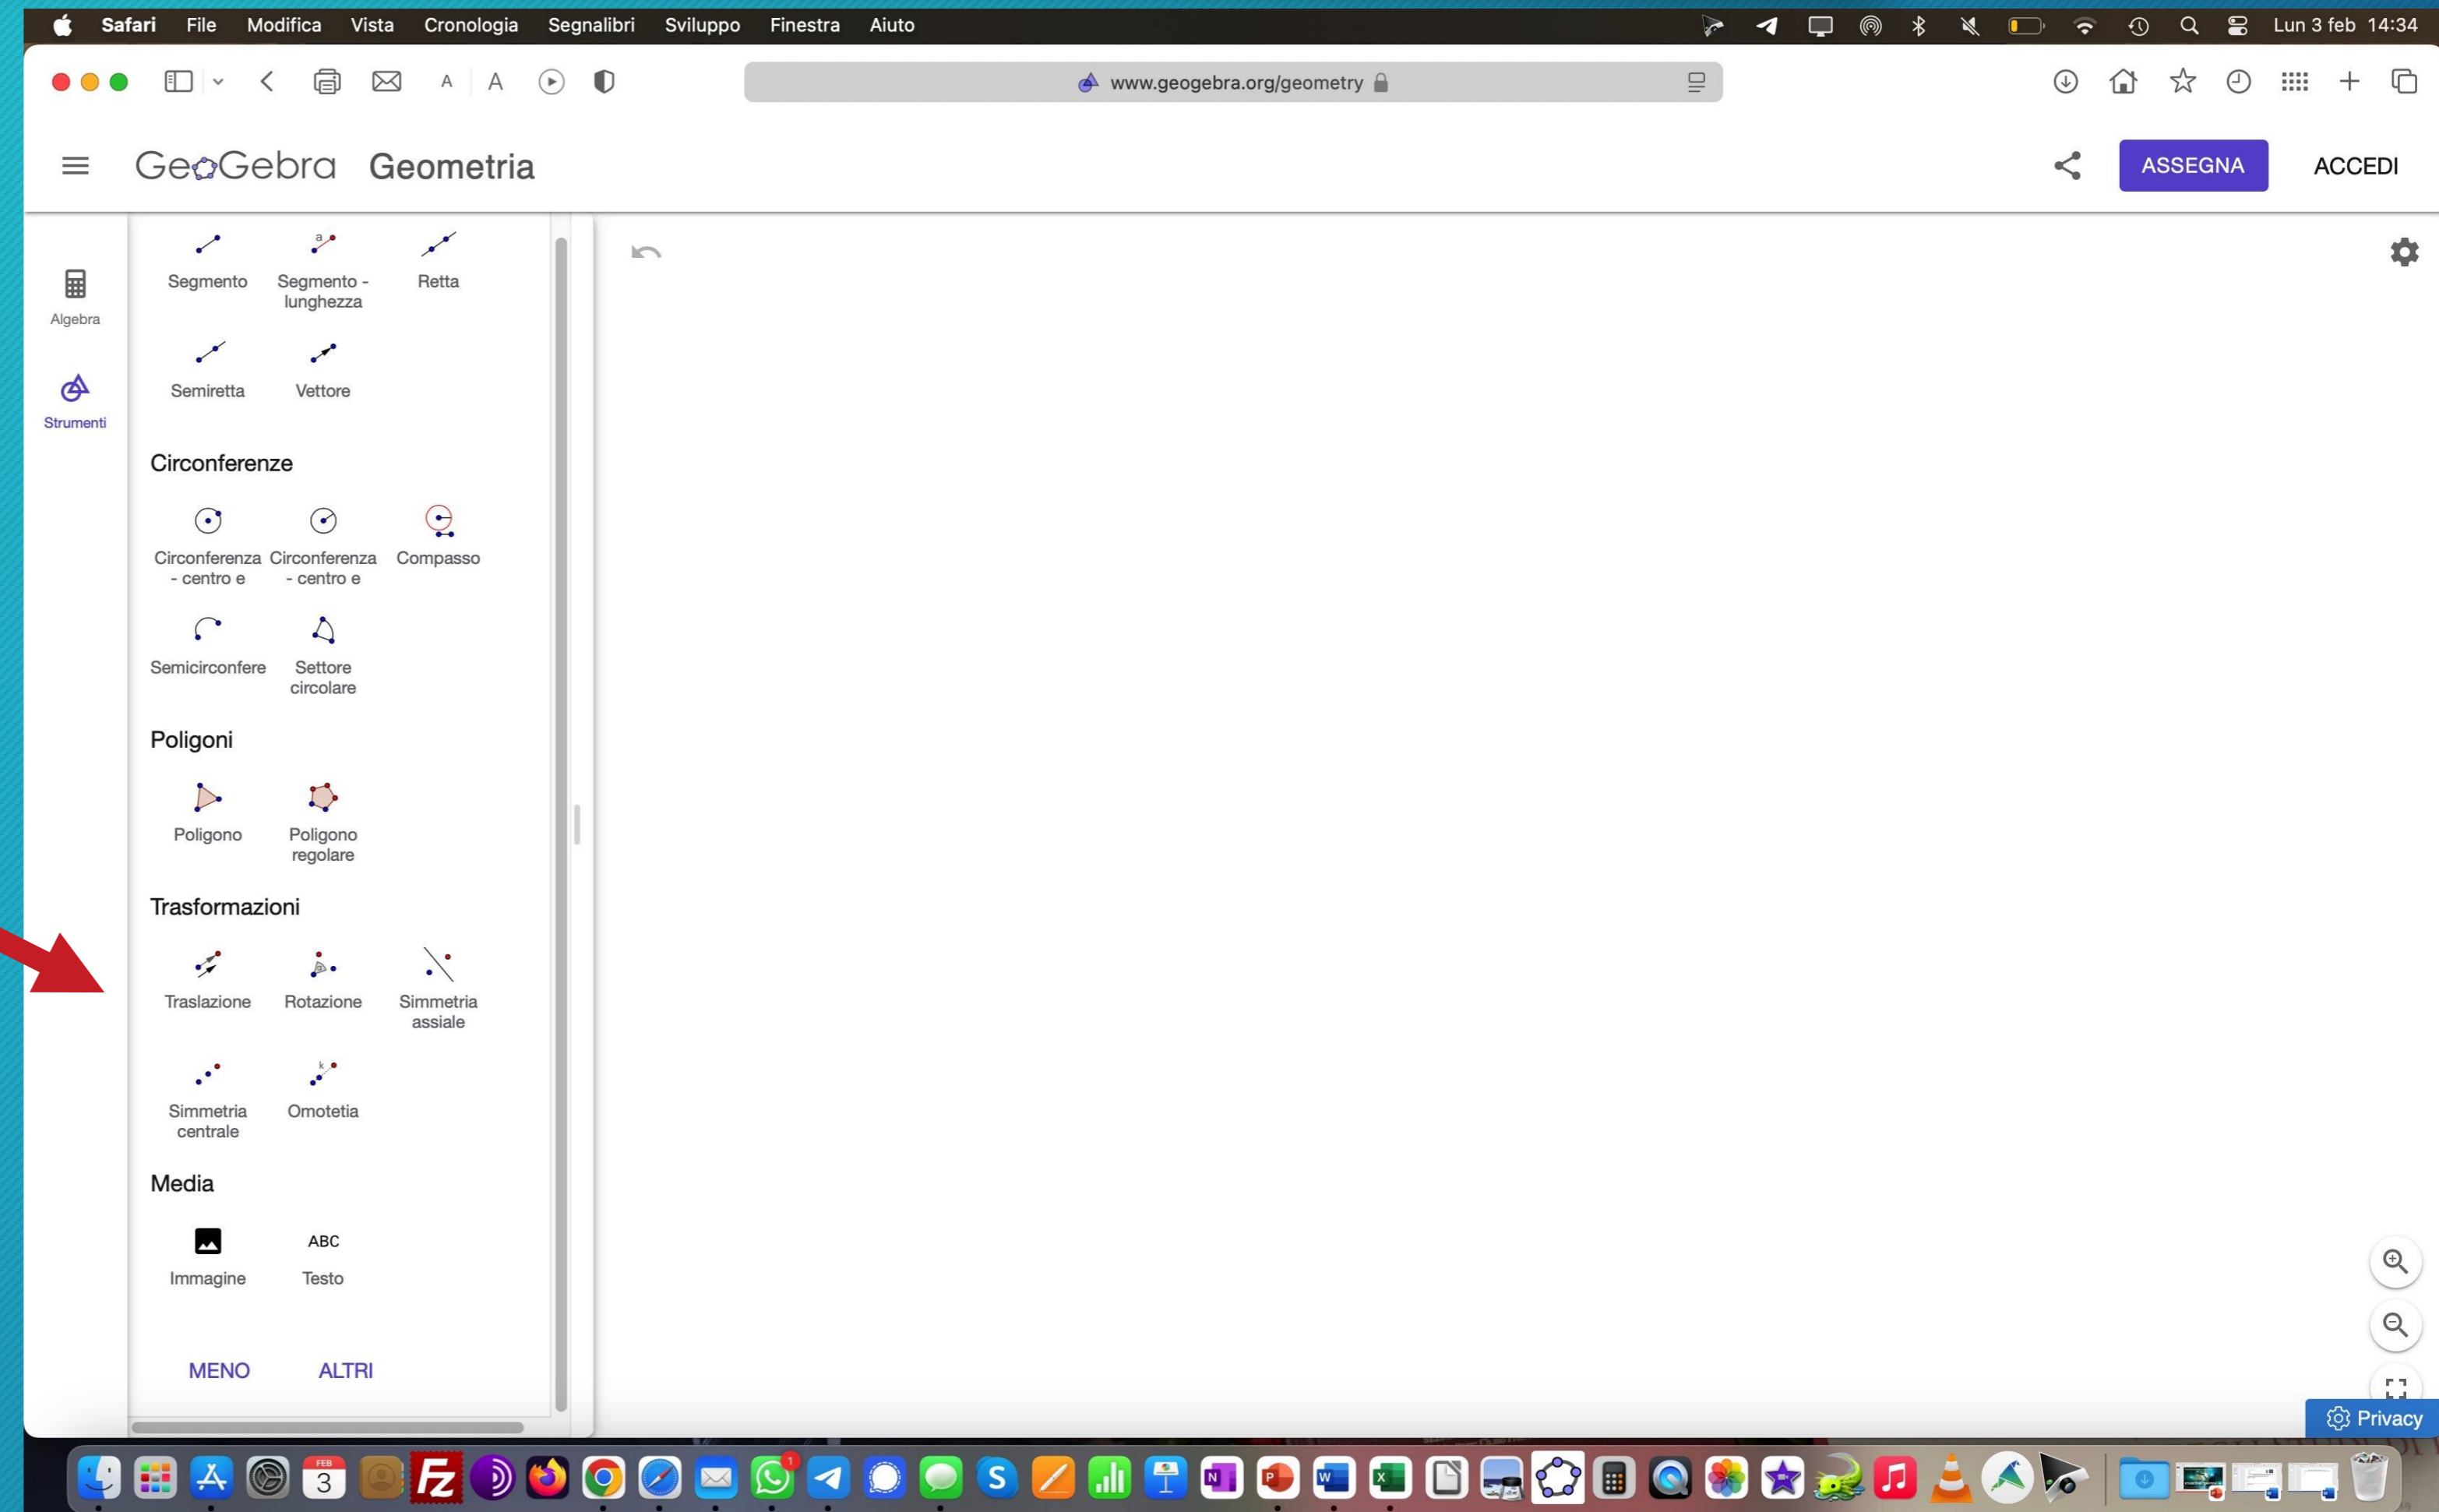 Safari File Modifica Vista Cronologia Segnalibri Sviluppo Finestra Aiuto Lun 3 feb 14:34
A A www.geogebra.org/geometry
GeoGebra Geometria ASSEGNA ACCEDI
a
Segmento Segmento - Retta
lunghezza
Algebra
Semiretta Vettore
Strumenti
Circonferenze
Circonferenza Circonferenza Compasso
- centro e - centro e
Semicirconfere Settore
circolare
Poligoni
Poligono Poligono
regolare
Trasformazioni
Traslazione Rotazione Simmetria
assiale
k
Simmetria Omotetia
centrale
Media
ABC
Immagine Testo
MENO ALTRI
Privacy
FEB
3 Fz 1 S N P W X